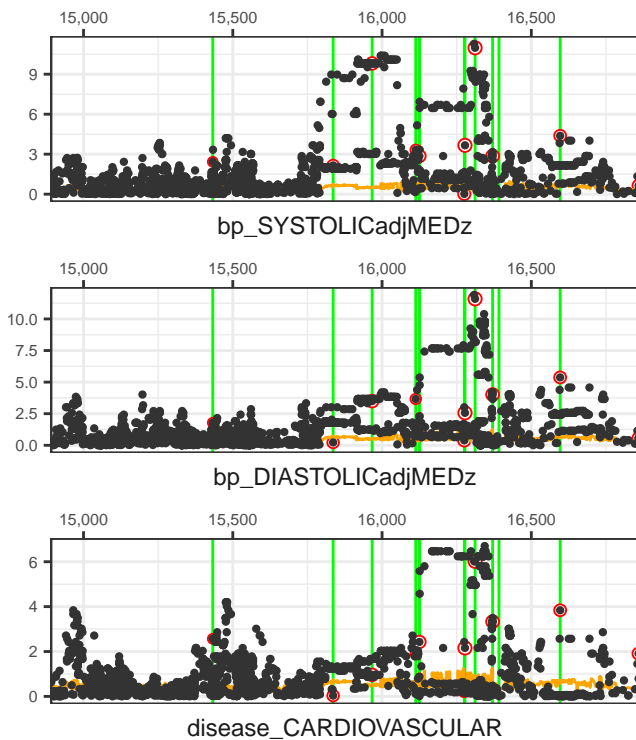 15,000 15,500 16,000 16,500
9
6
3
0
bp_SYSTOLICadjMEDz
15,000 15,500 16,000 16,500
10.0
7.5
5.0
2.5
0.0
bp_DIASTOLICadjMEDz
15,000 15,500 16,000 16,500
6
4
2
0
disease_CARDIOVASCULAR